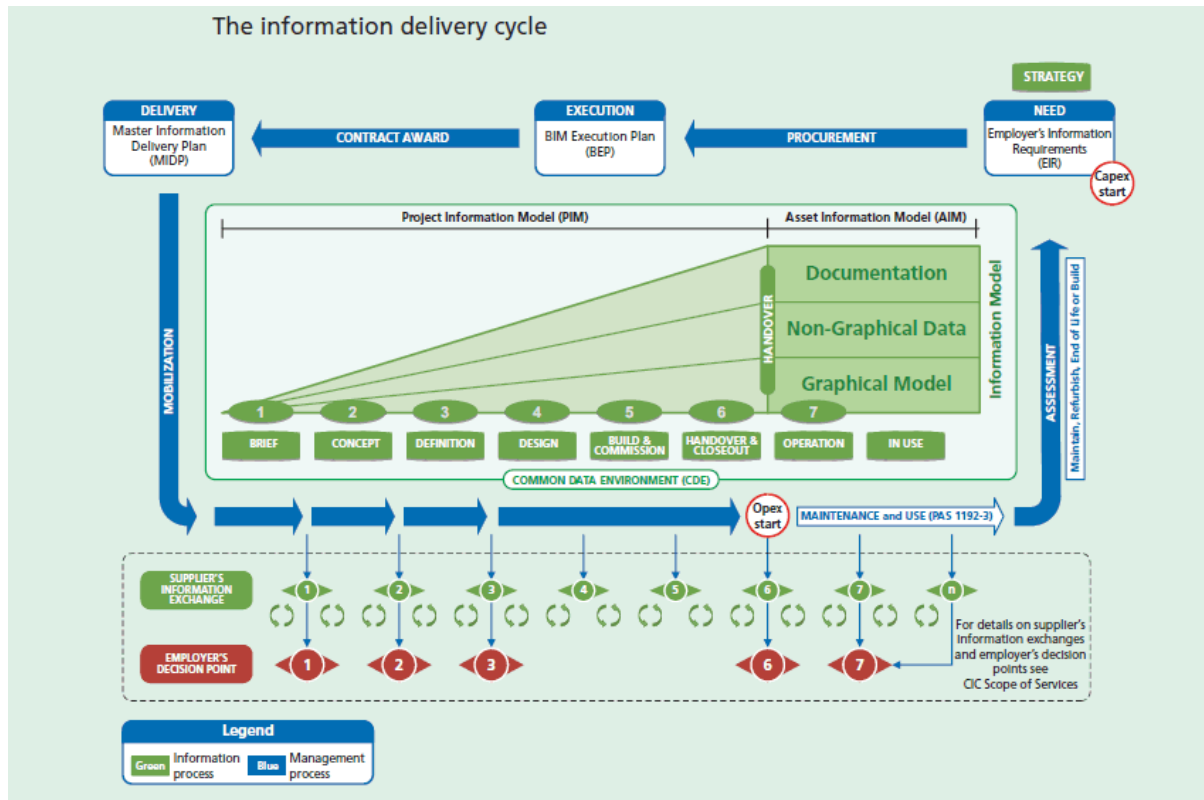 The information delivery cycle
STRATEGY
DELIVERY
Master Information
Delivery Plan
(MIDP)
CONTRACT AWARD
EXECUTION
BIM Execution Plan
(BEP)
PROCUREMENT
NEED
Employer's Information
Requirements
(EIR)
Capex
start
Project Information Model (PIM)
Asset Information Model (AIM)
MOBILIZATION
HANDOVER
Documentation
Non-Graphical Data
Graphical Model
Information Model
ASSESSMENT
Maintain, Refurbish, End of Life or Build
1 2 3 4 5 6 7
BRIEF
CONCEPT
DEFINITION
DESIGN
BUILD &
COMMISSION
HANDOVER &
CLOSEOUT
OPERATION
IN USE
COMMON DATA ENVIRONMENT (CDE)
Opex
start
MAINTENANCE and USE (PAS 1192-3)
SUPPLIER'S
INFORMATION
EXCHANGE
1 2 3 4 5 6 7 n
EMPLOYER'S
DECISION POINT
1 2 3 6 7
For details on supplier's
information exchanges
and employer's decision
points see
CIC Scope of Services
Legend
Green
Information
process
Blue
Management
process